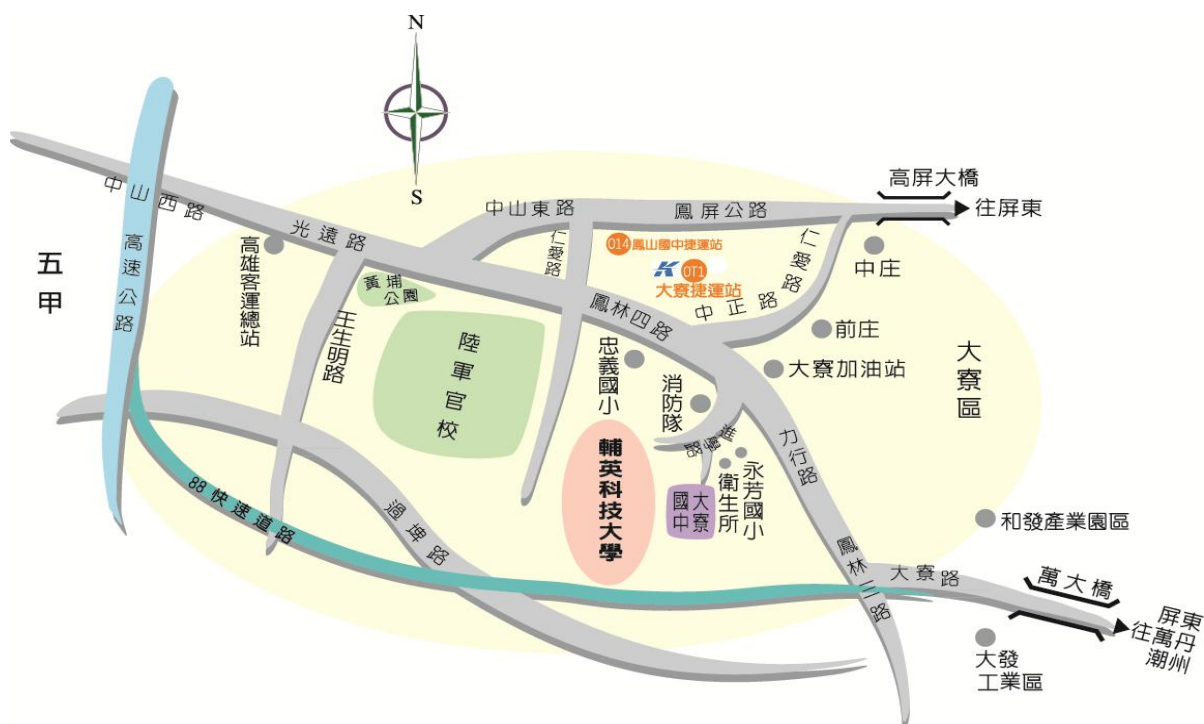 N
S
高屏大橋
往屏東
中山西路
光遠路
中山東路
鳳屏公路
仁愛路
仁愛路
高速公路
五甲
高雄客運總站
黃埔
公園
014 鳳山國中捷運站
K OT1
大寮捷運站
中庄
中正路
鳳林四路
王生明路
陸軍官校
忠義國小
消防隊
前庄
大寮加油站
大寮區
進學路
力行路
輔英科技大學
大寮
國中
衛生所
永芳國小
88快速道路
過埤路
和發產業園區
鳳林三路
大寮路
萬大橋
屏東
往萬丹
潮州
大發
工業區